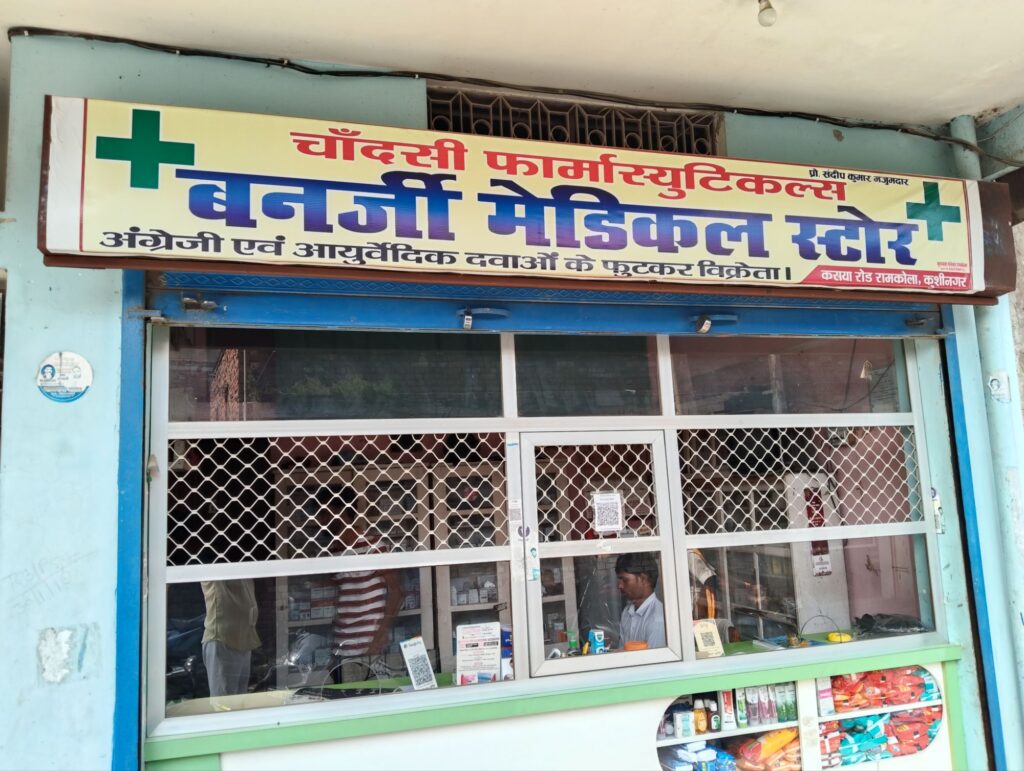 चाँदसी फार्मास्युटिकल्स
प्रो. संदीप कुमार मजूमदार
बनर्जी मेडिकल स्टोर
अंग्रेजी एवं आयुर्वेदिक दवाओं के फुटकर विक्रेता।
कसया रोड रामकोला, कुशीनगर